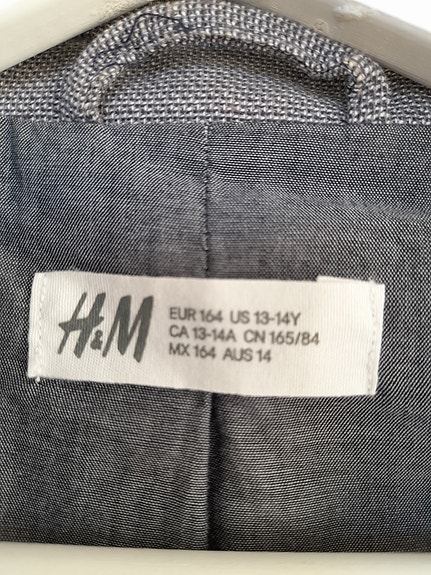 H&M
EUR 164 US 13-14Y
CA 13-14A CN 165/84
MX 164 AUS 14